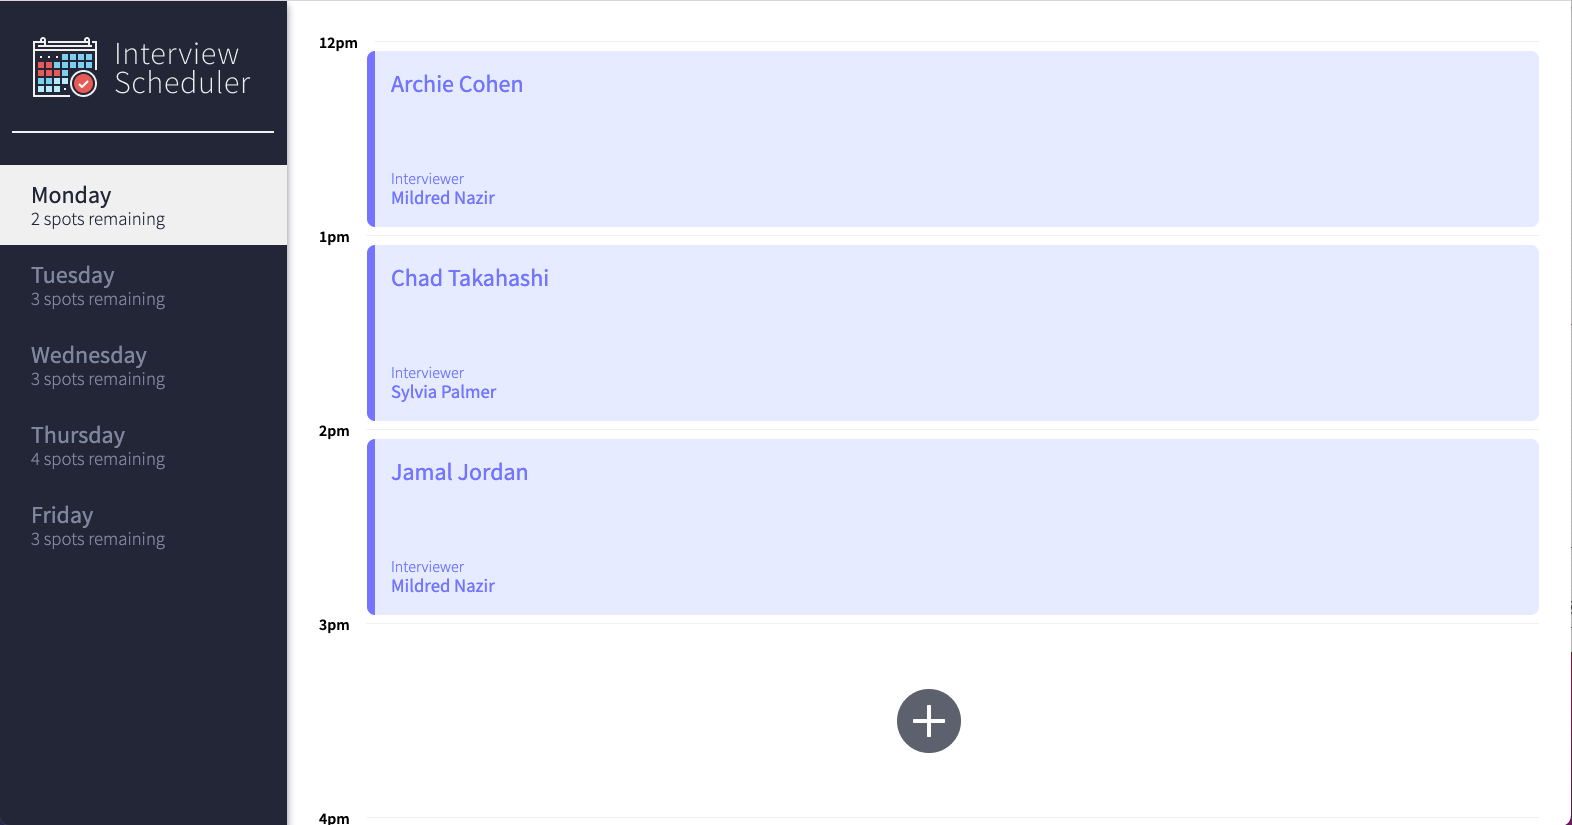 Interview
Scheduler
Monday
2 spots remaining
Tuesday
3 spots remaining
Wednesday
3 spots remaining
Thursday
4 spots remaining
Friday
3 spots remaining
12pm
Archie Cohen
Interviewer
Mildred Nazir
1pm
Chad Takahashi
Interviewer
Sylvia Palmer
2pm
Jamal Jordan
Interviewer
Mildred Nazir
3pm
4pm